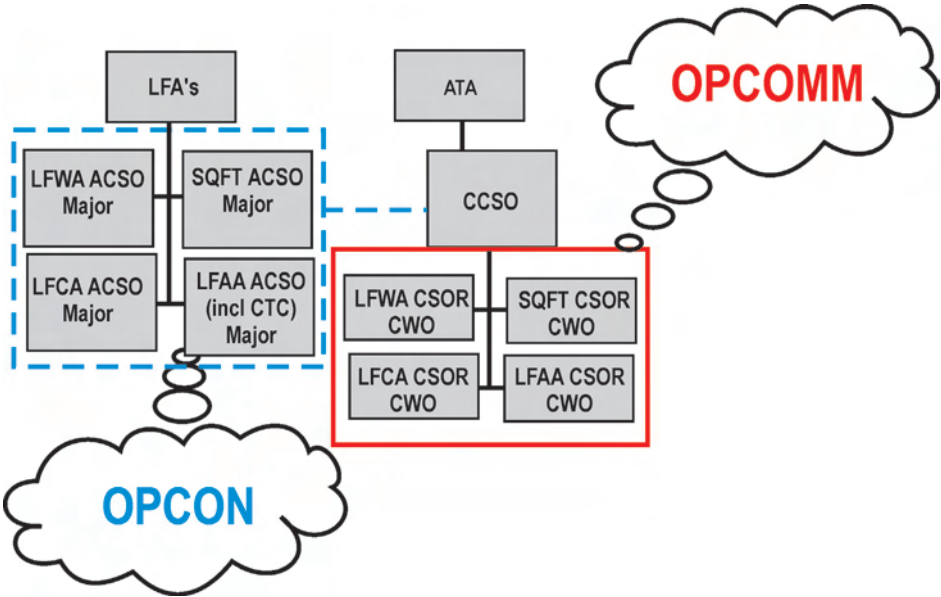 LFA's
ATA
OPCOMM
LFWA ACSO
Major
SQFT ACSO
Major
CCSO
LFCA ACSO
Major
LFAA ACSO
(incl CTC)
Major
LFWA CSOR
CWO
SQFT CSOR
CWO
LFCA CSOR
CWO
LFAA CSOR
CWO
OPCON